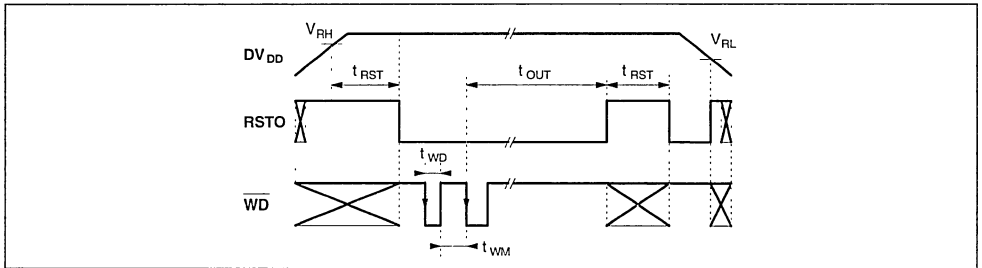 V_RH
V_RL
DV_DD
t_RST
t_OUT
t_RST
RSTO
t_WD
WD
t_WM